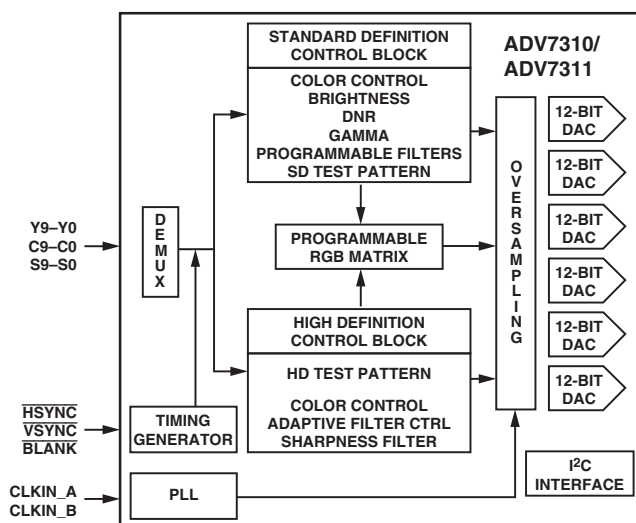 STANDARD DEFINITION
CONTROL BLOCK
COLOR CONTROL
BRIGHTNESS
DNR
GAMMA
PROGRAMMABLE FILTERS
SD TEST PATTERN
ADV7310/
ADV7311
12-BIT
DAC
12-BIT
DAC
12-BIT
DAC
12-BIT
DAC
12-BIT
DAC
12-BIT
DAC
OVERSAMPLING
Y9–Y0
C9–C0
S9–S0
DEMUX
PROGRAMMABLE
RGB MATRIX
HIGH DEFINITION
CONTROL BLOCK
HD TEST PATTERN
COLOR CONTROL
ADAPTIVE FILTER CTRL
SHARPNESS FILTER
HSYNC
VSYNC
BLANK
TIMING
GENERATOR
CLKIN_A
CLKIN_B
PLL
I2C
INTERFACE